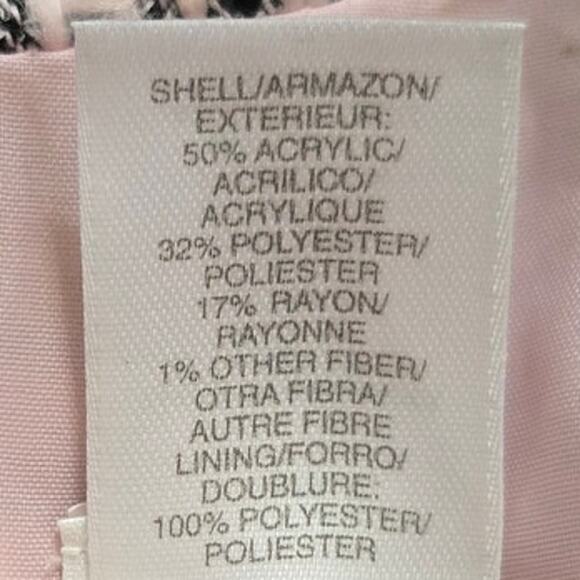 SHELL/ARMAZON/
EXTERIEUR:
50% ACRYLIC/
ACRILICO/
ACRYLIQUE
32% POLYESTER/
POLIESTER
17% RAYON/
RAYONNE
1% OTHER FIBER/
OTRA FIBRA/
AUTRE FIBRE
LINING/FORRO/
DOUBLURE:
100% POLYESTER/
POLIESTER